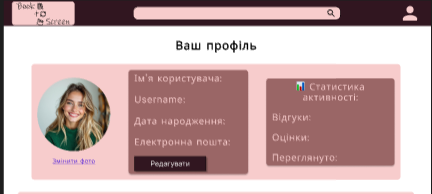 Book
to
Screen
Ваш профіль
Змінити фото
Ім'я користувача:
Username:
Дата народження:
Електронна пошта:
Редагувати
Статистика
активності:
Відгуки:
Оцінки:
Переглянуто: